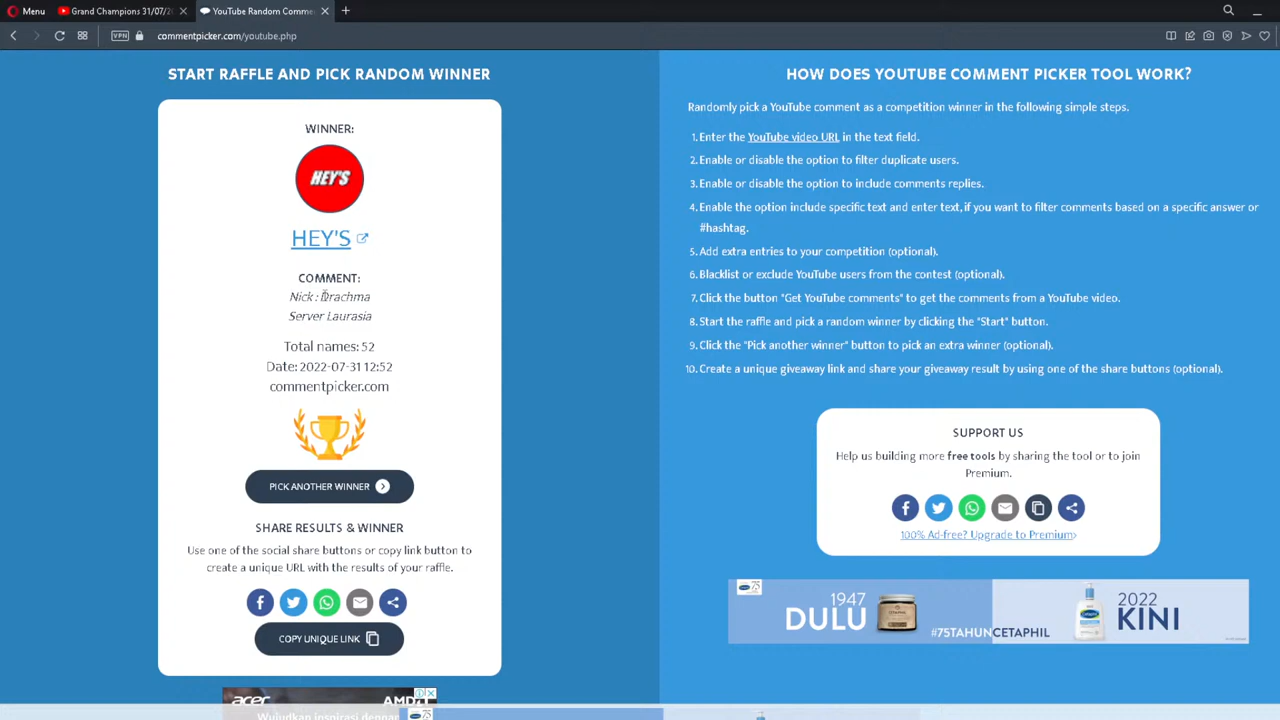 Menu
Grand Champions 31/07/2
YouTube Random Comme
VPN
commentpicker.com/youtube.php
START RAFFLE AND PICK RANDOM WINNER
WINNER:
HEY'S
HEY'S
COMMENT:
Nick : Drachma
Server Laurasia
Total names: 52
Date: 2022-07-31 12:52
commentpicker.com
PICK ANOTHER WINNER
SHARE RESULTS & WINNER
Use one of the social share buttons or copy link button to
create a unique URL with the results of your raffle.
COPY UNIQUE LINK
acer
AMD
Wujudkan inspirasi dengan
75
HOW DOES YOUTUBE COMMENT PICKER TOOL WORK?
Randomly pick a YouTube comment as a competition winner in the following simple steps.
1. Enter the YouTube video URL in the text field.
2. Enable or disable the option to filter duplicate users.
3. Enable or disable the option to include comments replies.
4. Enable the option include specific text and enter text, if you want to filter comments based on a specific answer or
#hashtag.
5. Add extra entries to your competition (optional).
6. Blacklist or exclude YouTube users from the contest (optional).
7. Click the button "Get YouTube comments" to get the comments from a YouTube video.
8. Start the raffle and pick a random winner by clicking the "Start" button.
9. Click the "Pick another winner" button to pick an extra winner (optional).
10. Create a unique giveaway link and share your giveaway result by using one of the share buttons (optional).
SUPPORT US
Help us building more free tools by sharing the tool or to join
Premium.
100% Ad-free? Upgrade to Premium
75
1947
DULU
#75TAHUNCETAPHIL
2022
KINI